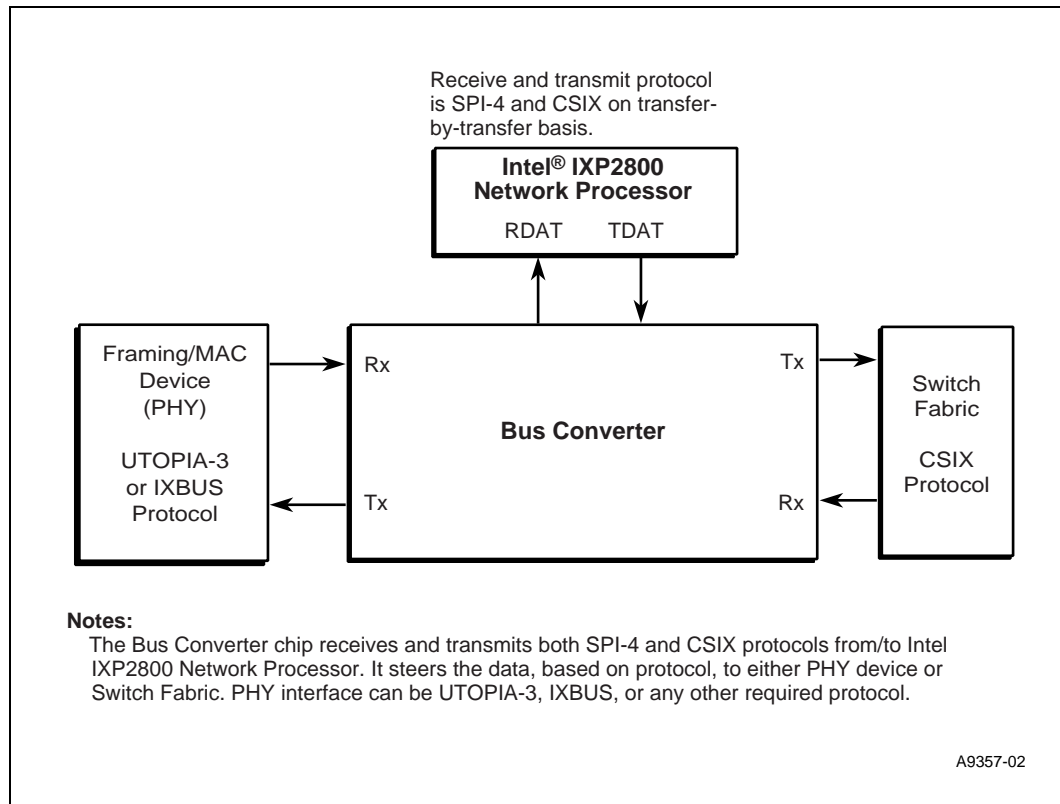 Receive and transmit protocol
is SPI-4 and CSIX on transfer-
by-transfer basis.
Intel® IXP2800
Network Processor
RDAT TDAT
Framing/MAC
Device
(PHY)
UTOPIA-3
or IXBUS
Protocol
Rx
Tx
Bus Converter
Tx
Rx
Switch
Fabric
CSIX
Protocol
Notes:
The Bus Converter chip receives and transmits both SPI-4 and CSIX protocols from/to Intel
IXP2800 Network Processor. It steers the data, based on protocol, to either PHY device or
Switch Fabric. PHY interface can be UTOPIA-3, IXBUS, or any other required protocol.
A9357-02